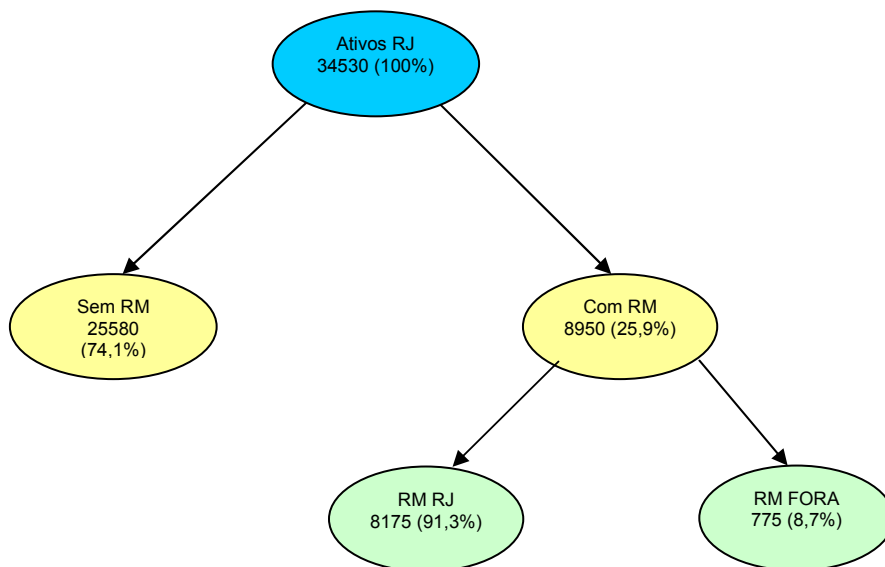 Ativos RJ
34530 (100%)
Sem RM
25580
(74,1%)
Com RM
8950 (25,9%)
RM RJ
8175 (91,3%)
RM FORA
775 (8,7%)